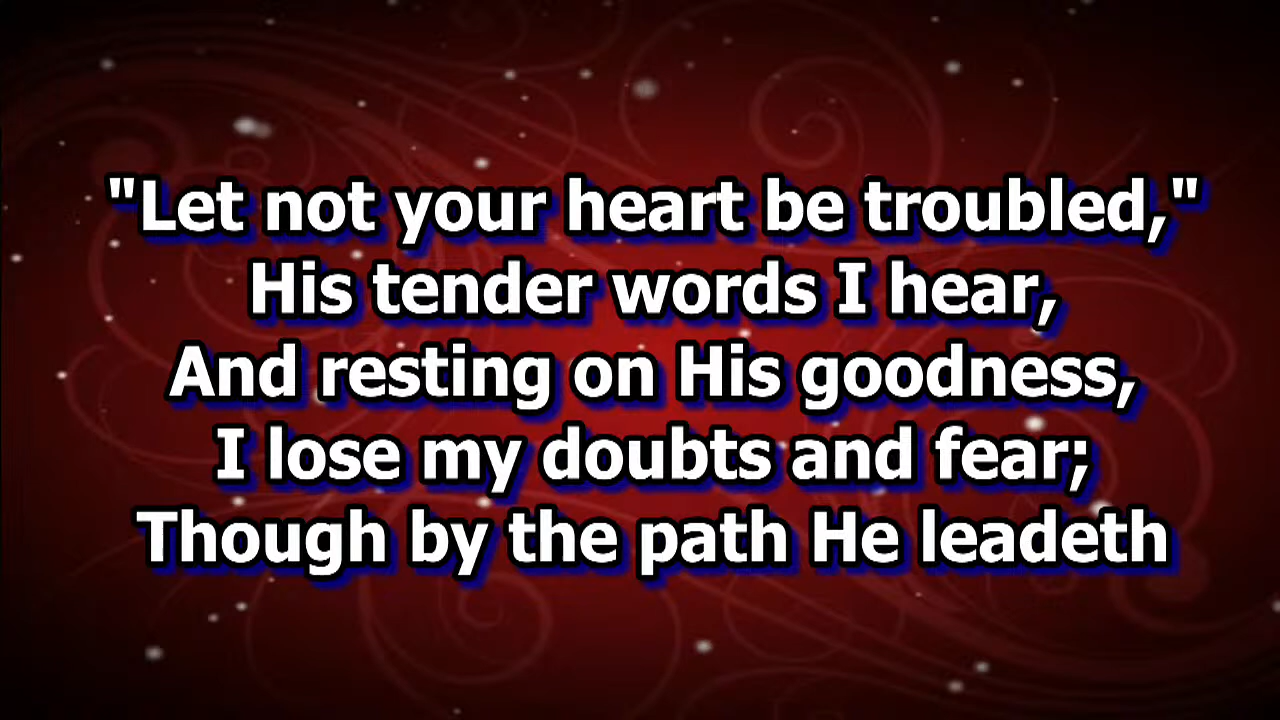 "Let not your heart be troubled,"
His tender words I hear,
And resting on His goodness,
I lose my doubts and fear;
Though by the path He leadeth